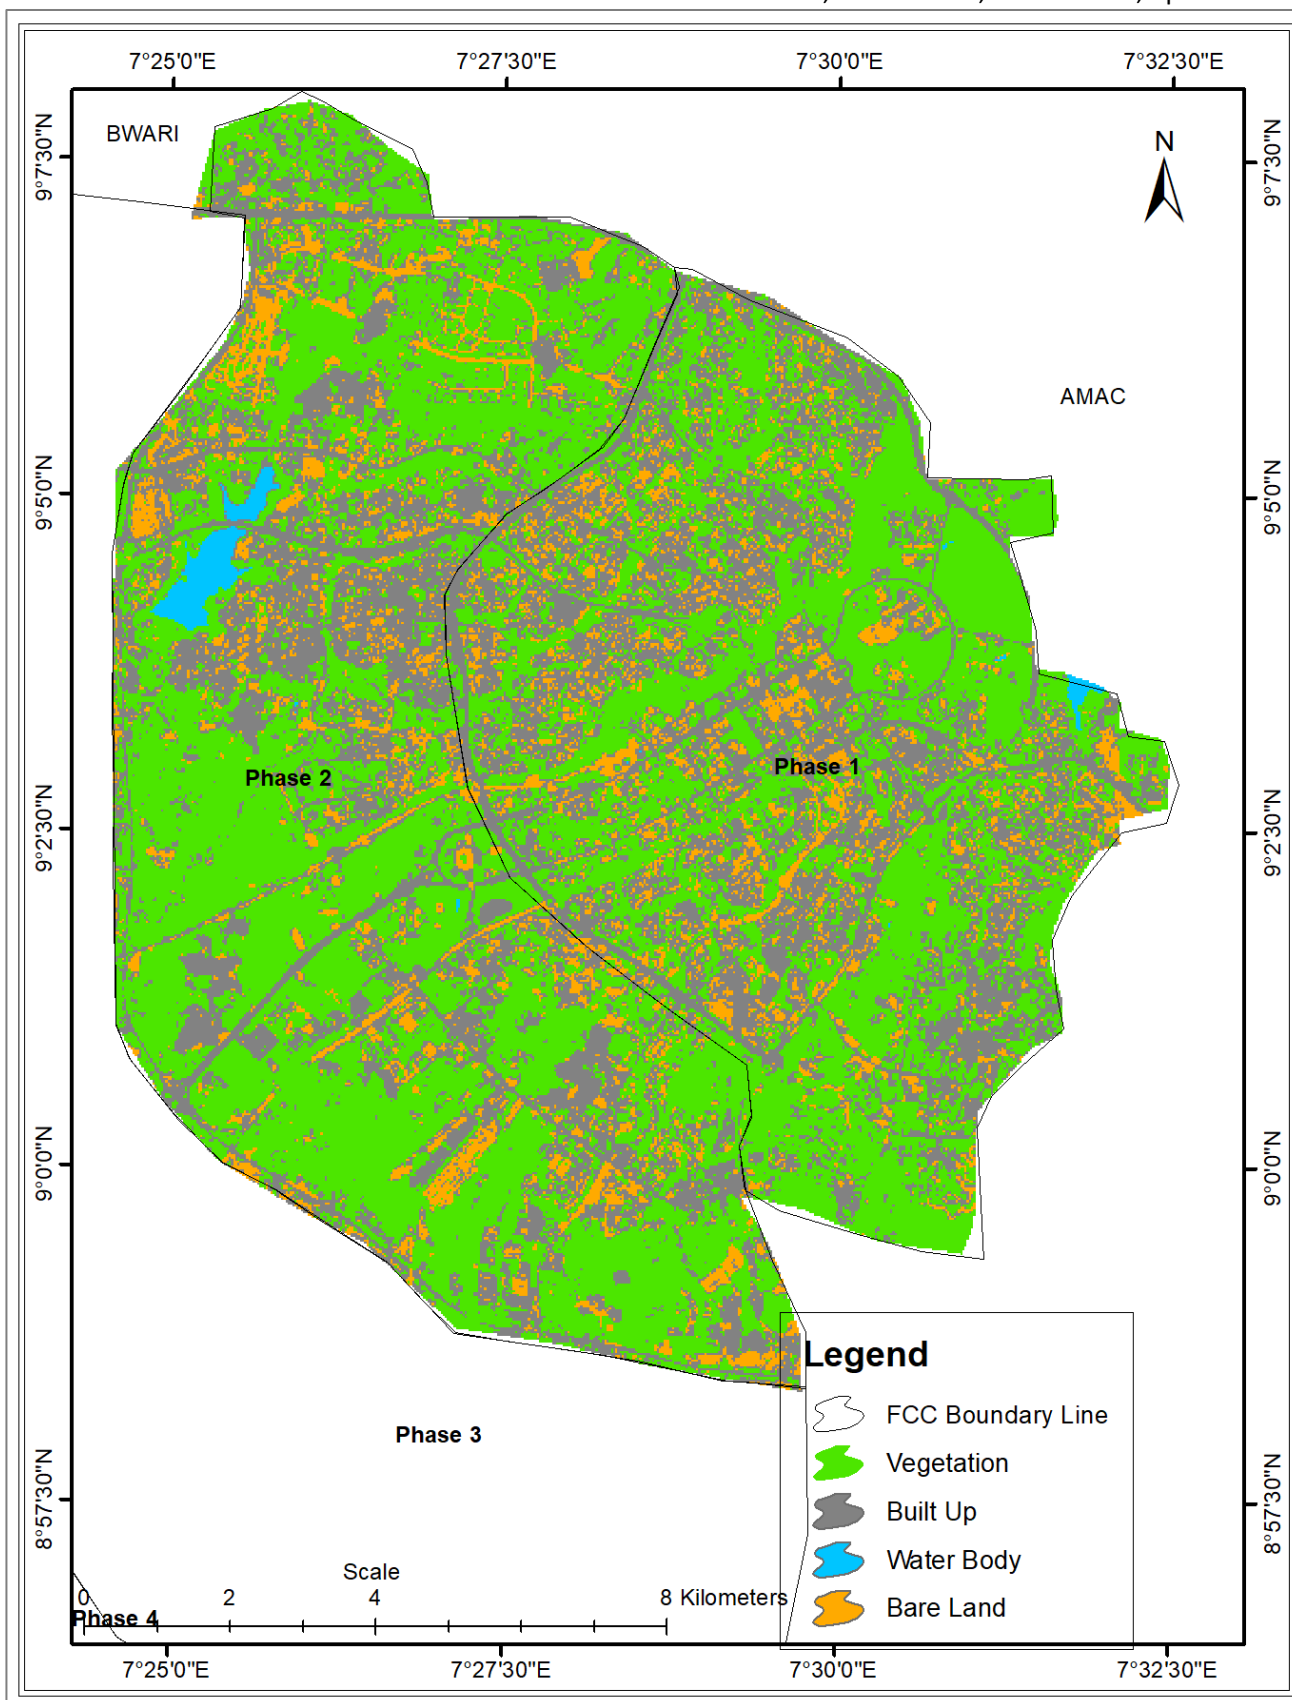 7°25'0"E 7°27'30"E 7°30'0"E 7°32'30"E
BWARI
N
9°7'30"N
9°7'30"N
AMAC
9°5'0"N
9°5'0"N
Phase 1
Phase 2
9°2'30"N
9°2'30"N
9°0'0"N
9°0'0"N
Legend
FCC Boundary Line
Vegetation
Built Up
Water Body
Bare Land
Phase 3
8°57'30"N
8°57'30"N
Scale
0 2 4 8 Kilometers
Phase 4
7°25'0"E 7°27'30"E 7°30'0"E 7°32'30"E